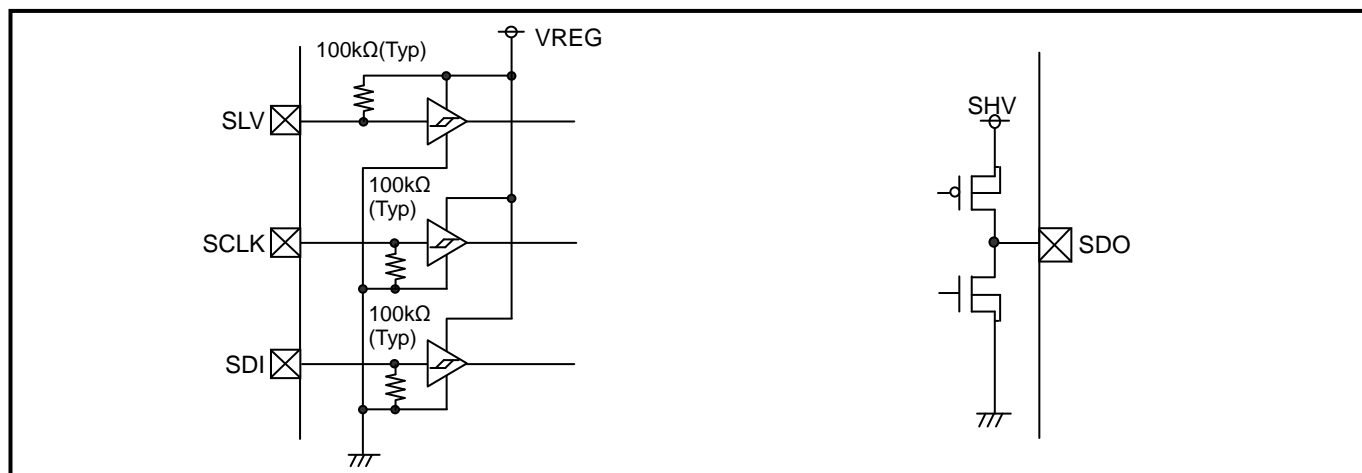 100kΩ(Typ)
VREG
SLV
100kΩ
(Typ)
SCLK
100kΩ
(Typ)
SDI
SHV
SDO